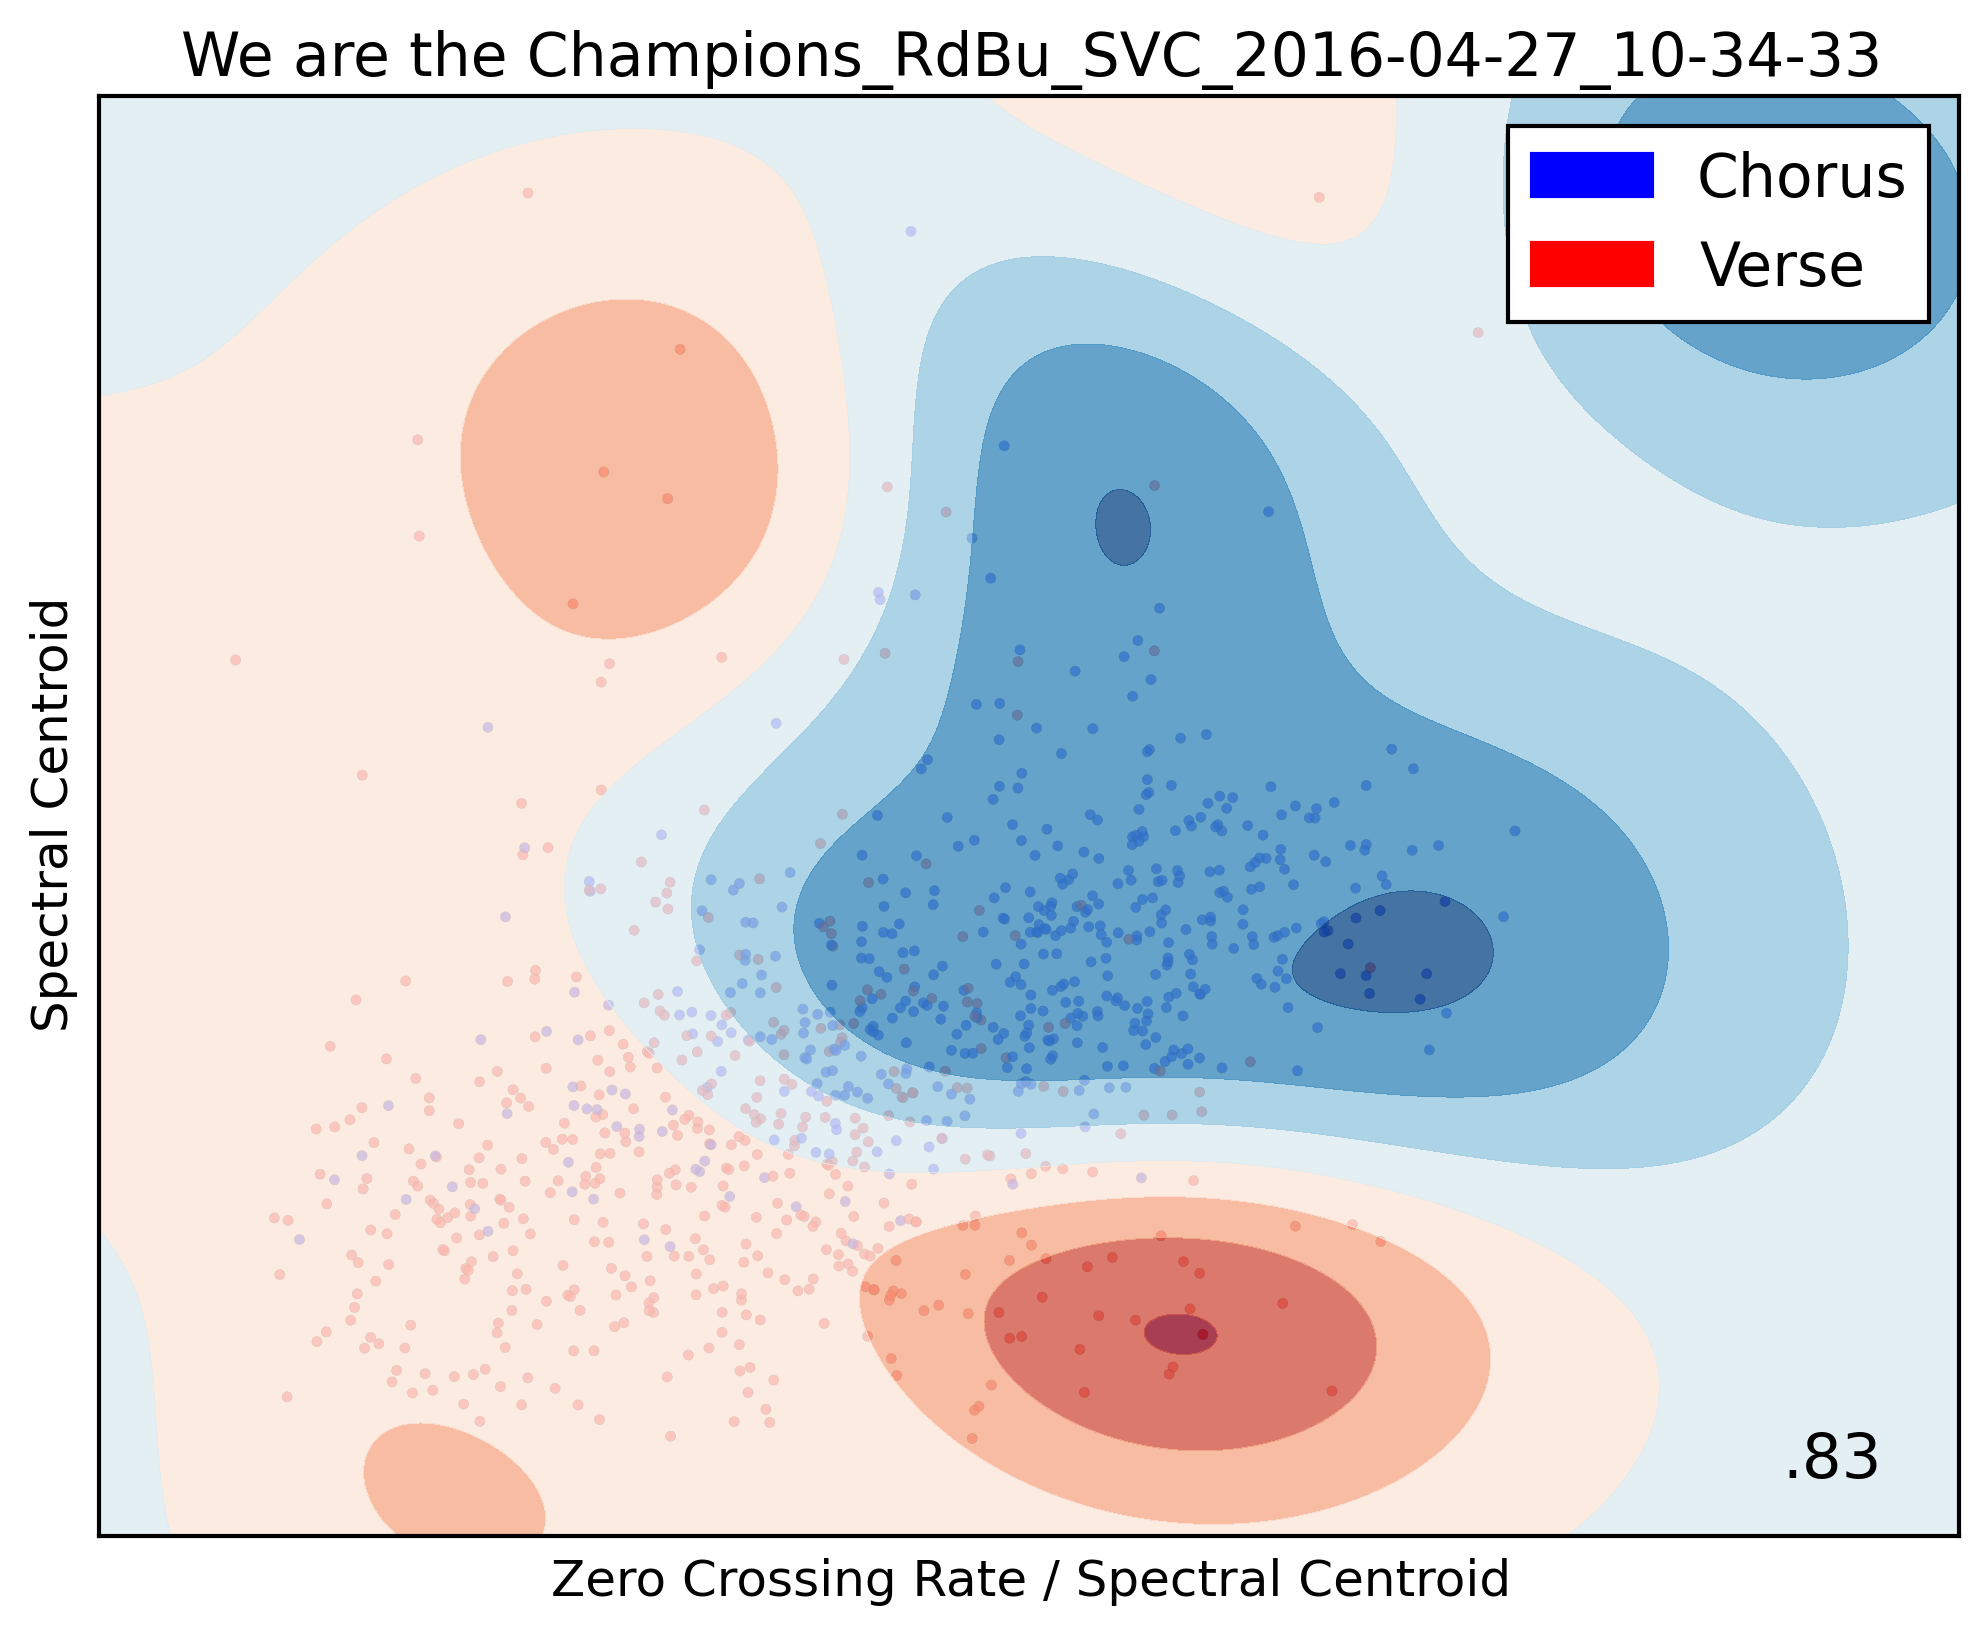 We are the Champions_RdBu_SVC_2016-04-27_10-34-33
Chorus
Verse
Spectral Centroid
.83
Zero Crossing Rate / Spectral Centroid